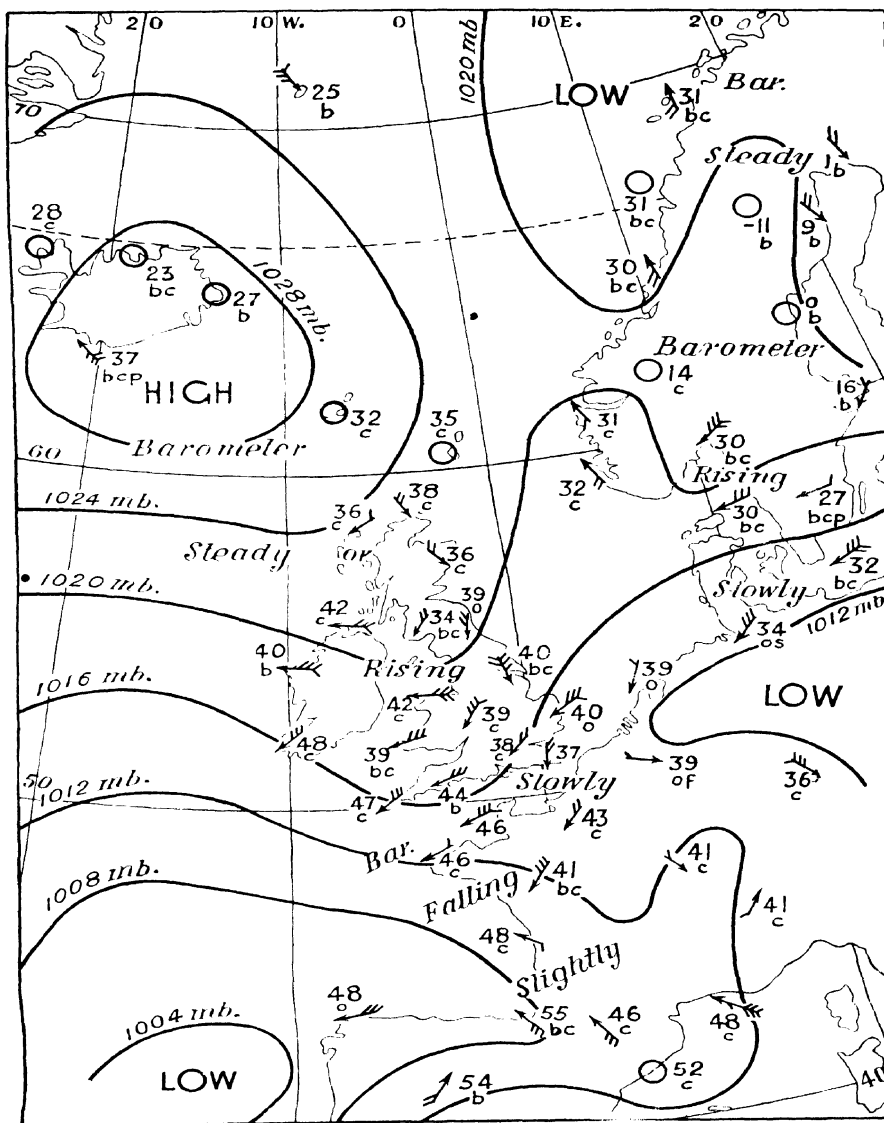 20
10 W.
0
10 E.
20
1020 mb
LOW
Bar.
25
b
31
bc
70
Steady
1
b
28
c
31
bc
-11
b
9
b
23
bc
27
b
1028 mb.
30
bc
0
b
37
bcp
HIGH
14
c
Barometer
16
b
32
c
35
c
31
c
30
bc
Barometer
60
Rising
1024 mb.
36
c
38
c
32
c
30
bc
27
bcp
Steady or
36
c
32
bc
1020 mb.
39
o
Slowly
42
c
34
bc
34
os
1012 mb
40
b
Rising
40
bc
39
o
LOW
1016 mb.
42
c
39
c
40
o
48
c
39
bc
38
c
37
39
of
36
c
50
1012 mb.
Slowly
47
c
44
b
46
43
c
Bar.
46
c
41
bc
41
c
1008 mb.
Falling
41
c
48
c
Slightly
48
o
55
bc
46
c
48
c
1004 mb.
LOW
54
b
52
c
40